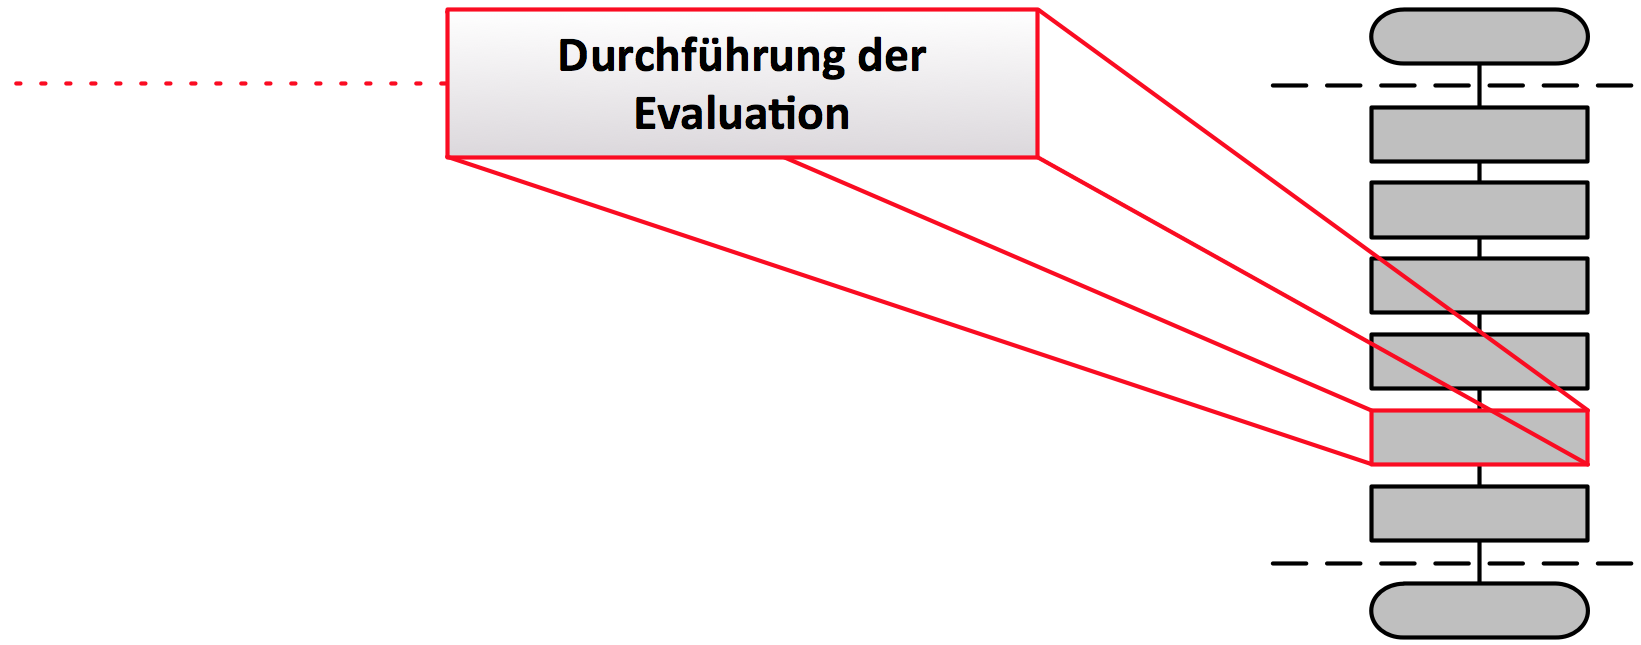 Durchführung der
Evaluation